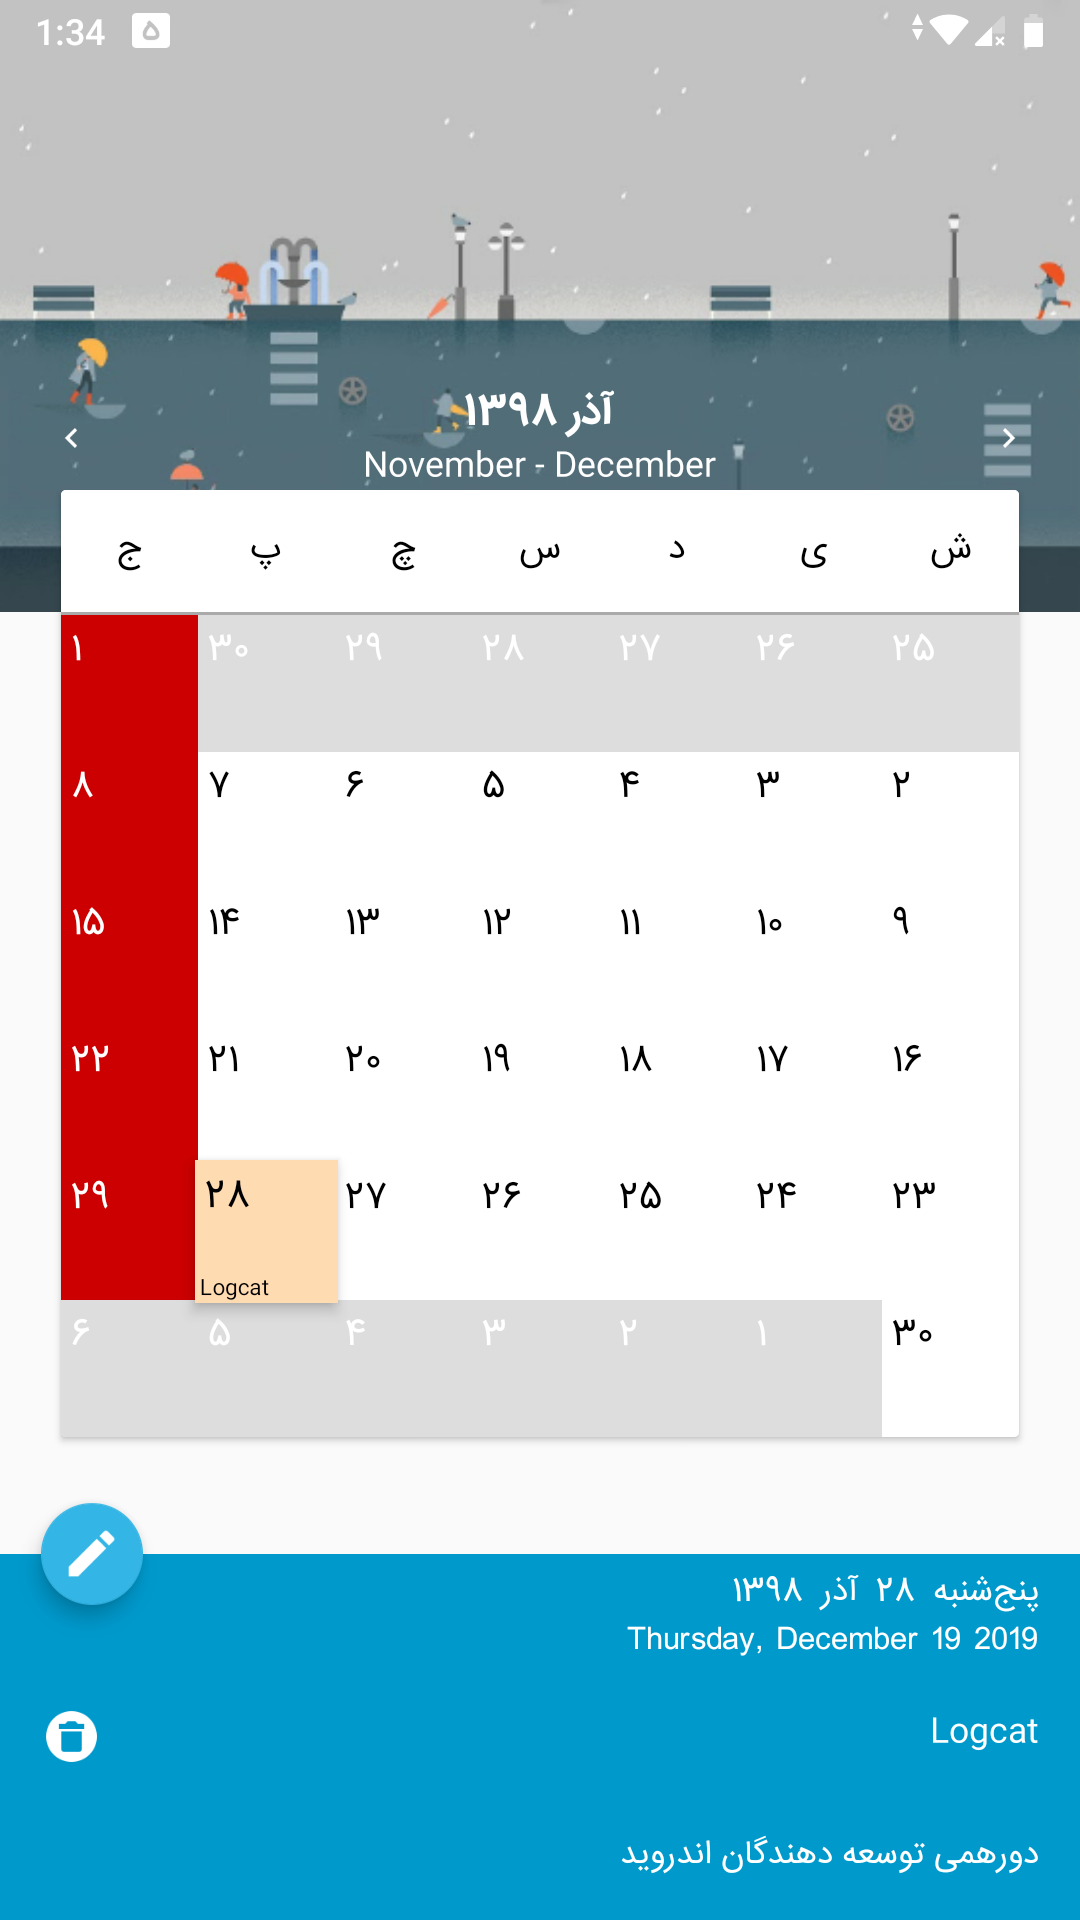 1:34
آذر ۱۳۹۸
November - December
ش ی د س چ پ ج
۲۵ ۲۶ ۲۷ ۲۸ ۲۹ ۳۰ ۱
۲ ۳ ۴ ۵ ۶ ۷ ۸
۹ ۱۰ ۱۱ ۱۲ ۱۳ ۱۴ ۱۵
۱۶ ۱۷ ۱۸ ۱۹ ۲۰ ۲۱ ۲۲
۲۳ ۲۴ ۲۵ ۲۶ ۲۷ ۲۸ ۲۹
Logcat
۳۰ ۱ ۲ ۳ ۴ ۵ ۶
پنج‌شنبه ۲۸ آذر ۱۳۹۸
Thursday, December 19 2019
Logcat
دورهمی توسعه دهندگان اندروید